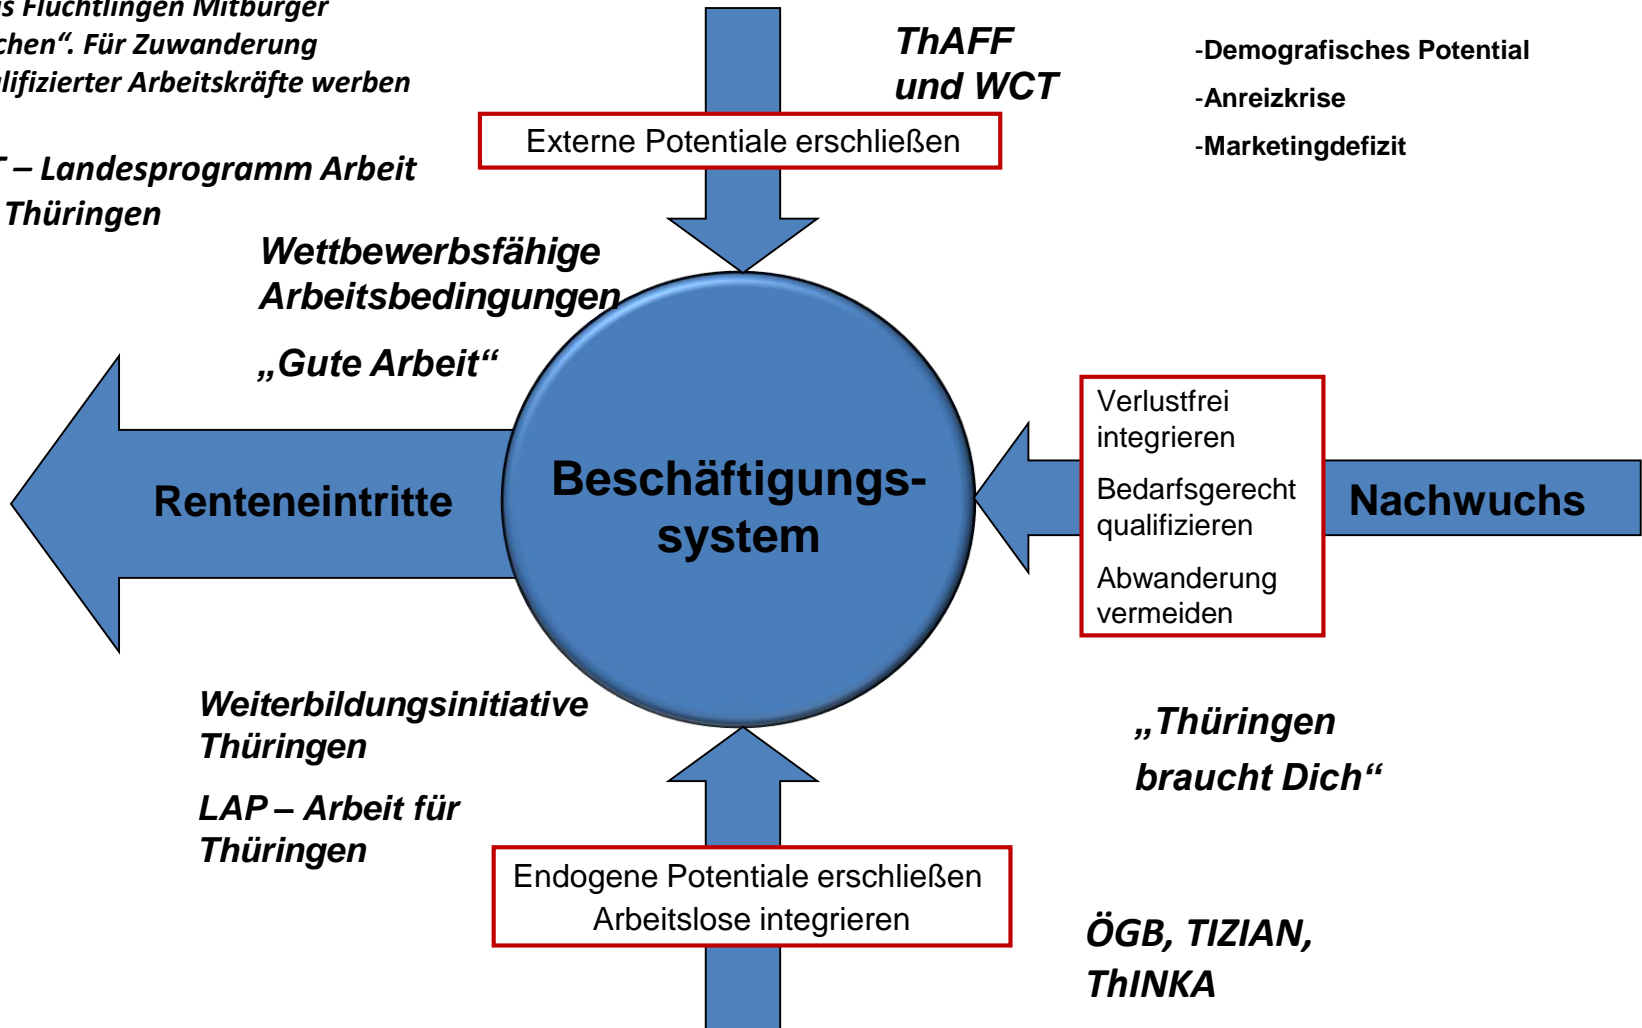 Flüchtlingen Mitbürger
Für Zuwanderung
Arbeitskräfte werben
– Landesprogramm Arbeit
Thüringen
ThAFF
und WCT
-Demografisches Potential
-Anreizkrise
-Marketingdefizit
Externe Potentiale erschließen
Wettbewerbsfähige
Arbeitsbedingungen
„Gute Arbeit“
Renteneintritte
Beschäftigungs-
system
Verlustfrei
integrieren
Bedarfsgerecht
qualifizieren
Abwanderung
vermeiden
Nachwuchs
Weiterbildungsinitiative
Thüringen
LAP – Arbeit für
Thüringen
„Thüringen
braucht Dich“
Endogene Potentiale erschließen
Arbeitslose integrieren
ÖGB, TIZIAN,
ThINKA